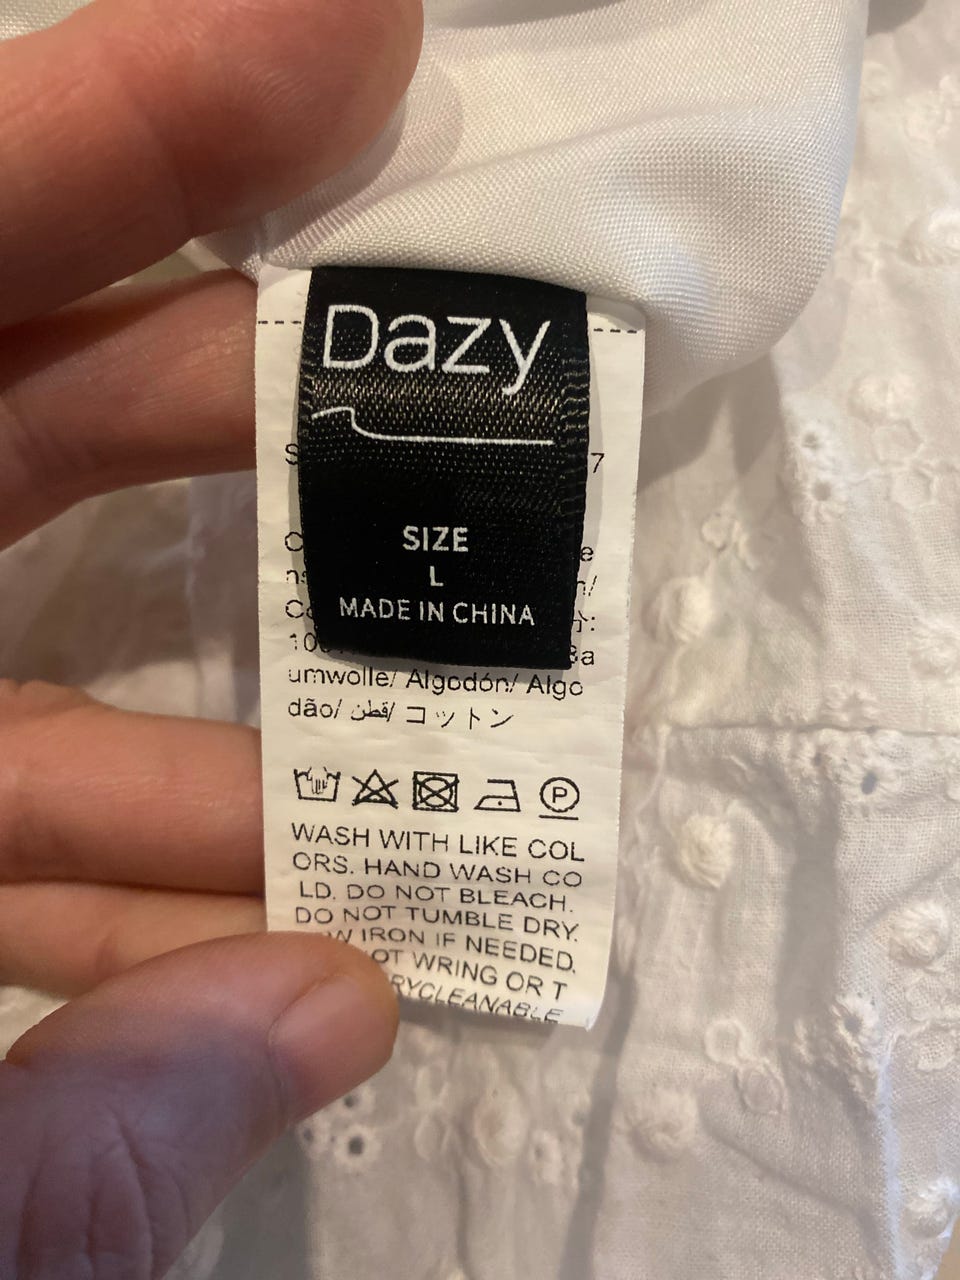 Dazy
SIZE
L
MADE IN CHINA
7
umwolle/ Algodón/ Algo
dão/ قطن/ コットン
P
WASH WITH LIKE COL
ORS. HAND WASH CO
LD. DO NOT BLEACH.
DO NOT TUMBLE DRY.
IRON IF NEEDED.
WRING OR T